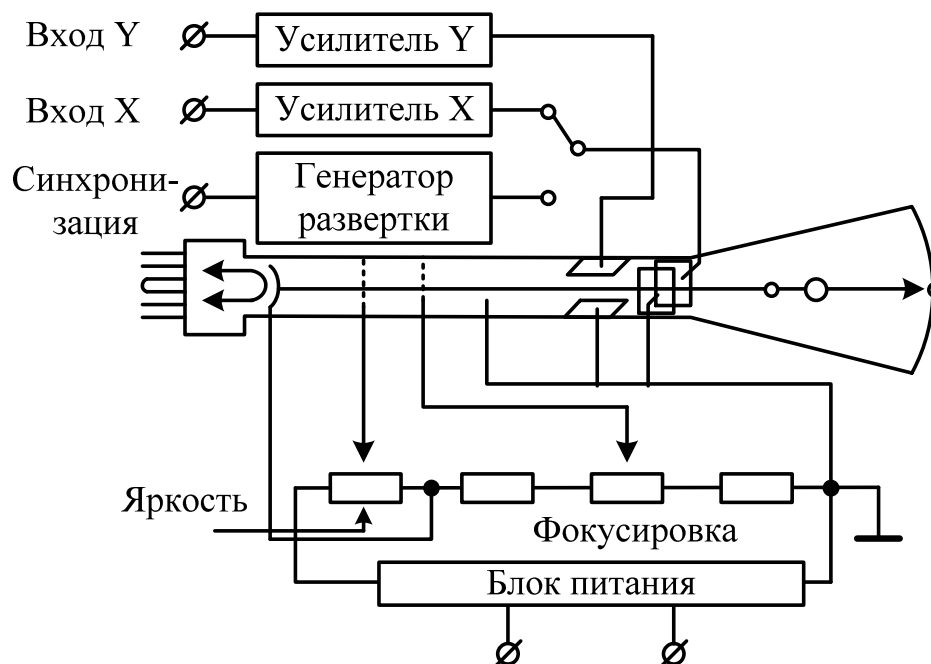 Вход Y
Усилитель Y
Вход X
Усилитель X
Синхрони-
зация
Генератор
развертки
Яркость
Фокусировка
Блок питания